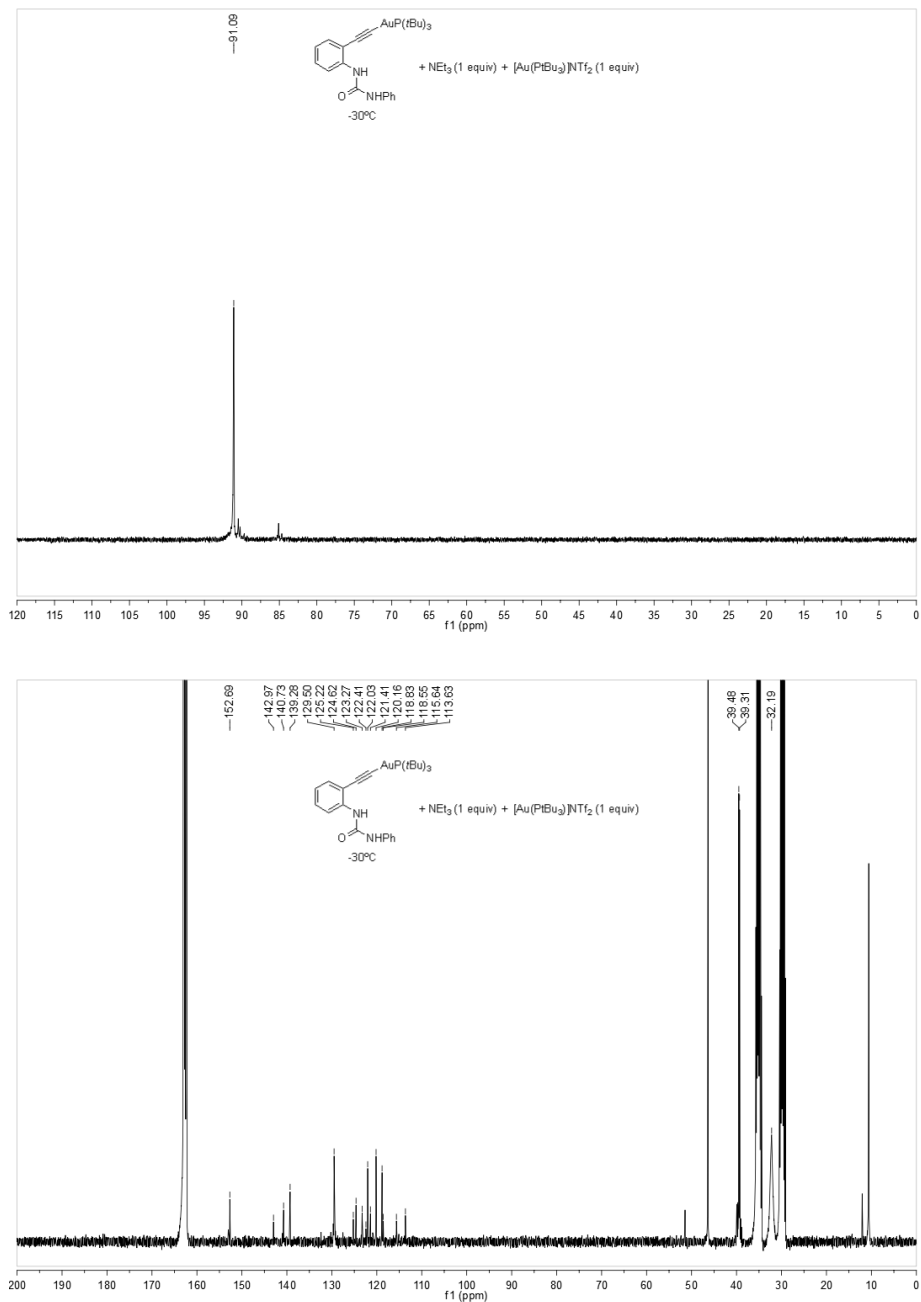 —91.09
AuP(tBu)3
NH
O
NHPh
+ NEt3 (1 equiv) + [Au(PtBu3)]NTf2 (1 equiv)
-30ºC
120 115 110 105 100 95 90 85 80 75 70 65 60 55 50 45 40 35 30 25 20 15 10 5 0
f1 (ppm)
152.69
142.97
140.73
139.28
129.50
125.22
124.62
123.27
122.41
122.03
121.41
120.16
118.83
118.55
115.64
113.63
39.48
39.31
32.19
AuP(tBu)3
NH
O
NHPh
+ NEt3 (1 equiv) + [Au(PtBu3)]NTf2 (1 equiv)
-30ºC
200 190 180 170 160 150 140 130 120 110 100 90 80 70 60 50 40 30 20 10 0
f1 (ppm)